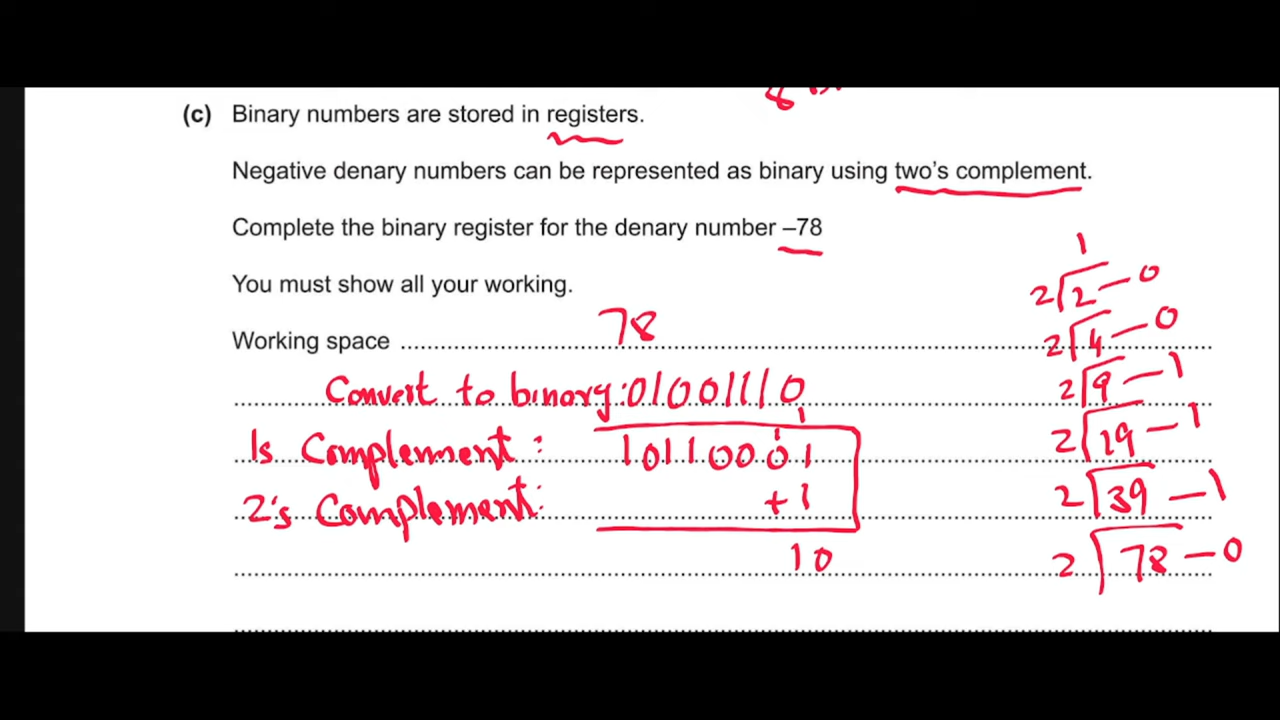 (c) Binary numbers are stored in registers.
Negative denary numbers can be represented as binary using two's complement.
Complete the binary register for the denary number –78
You must show all your working.
Working space
78
Convert to binary: 01001110
1
1s Complement: 10110001
1
2's Complement: +1
10
1
2 2 – 0
2 4 – 0
2 9 – 1
2 19 – 1
2 39 – 1
2 78 – 0